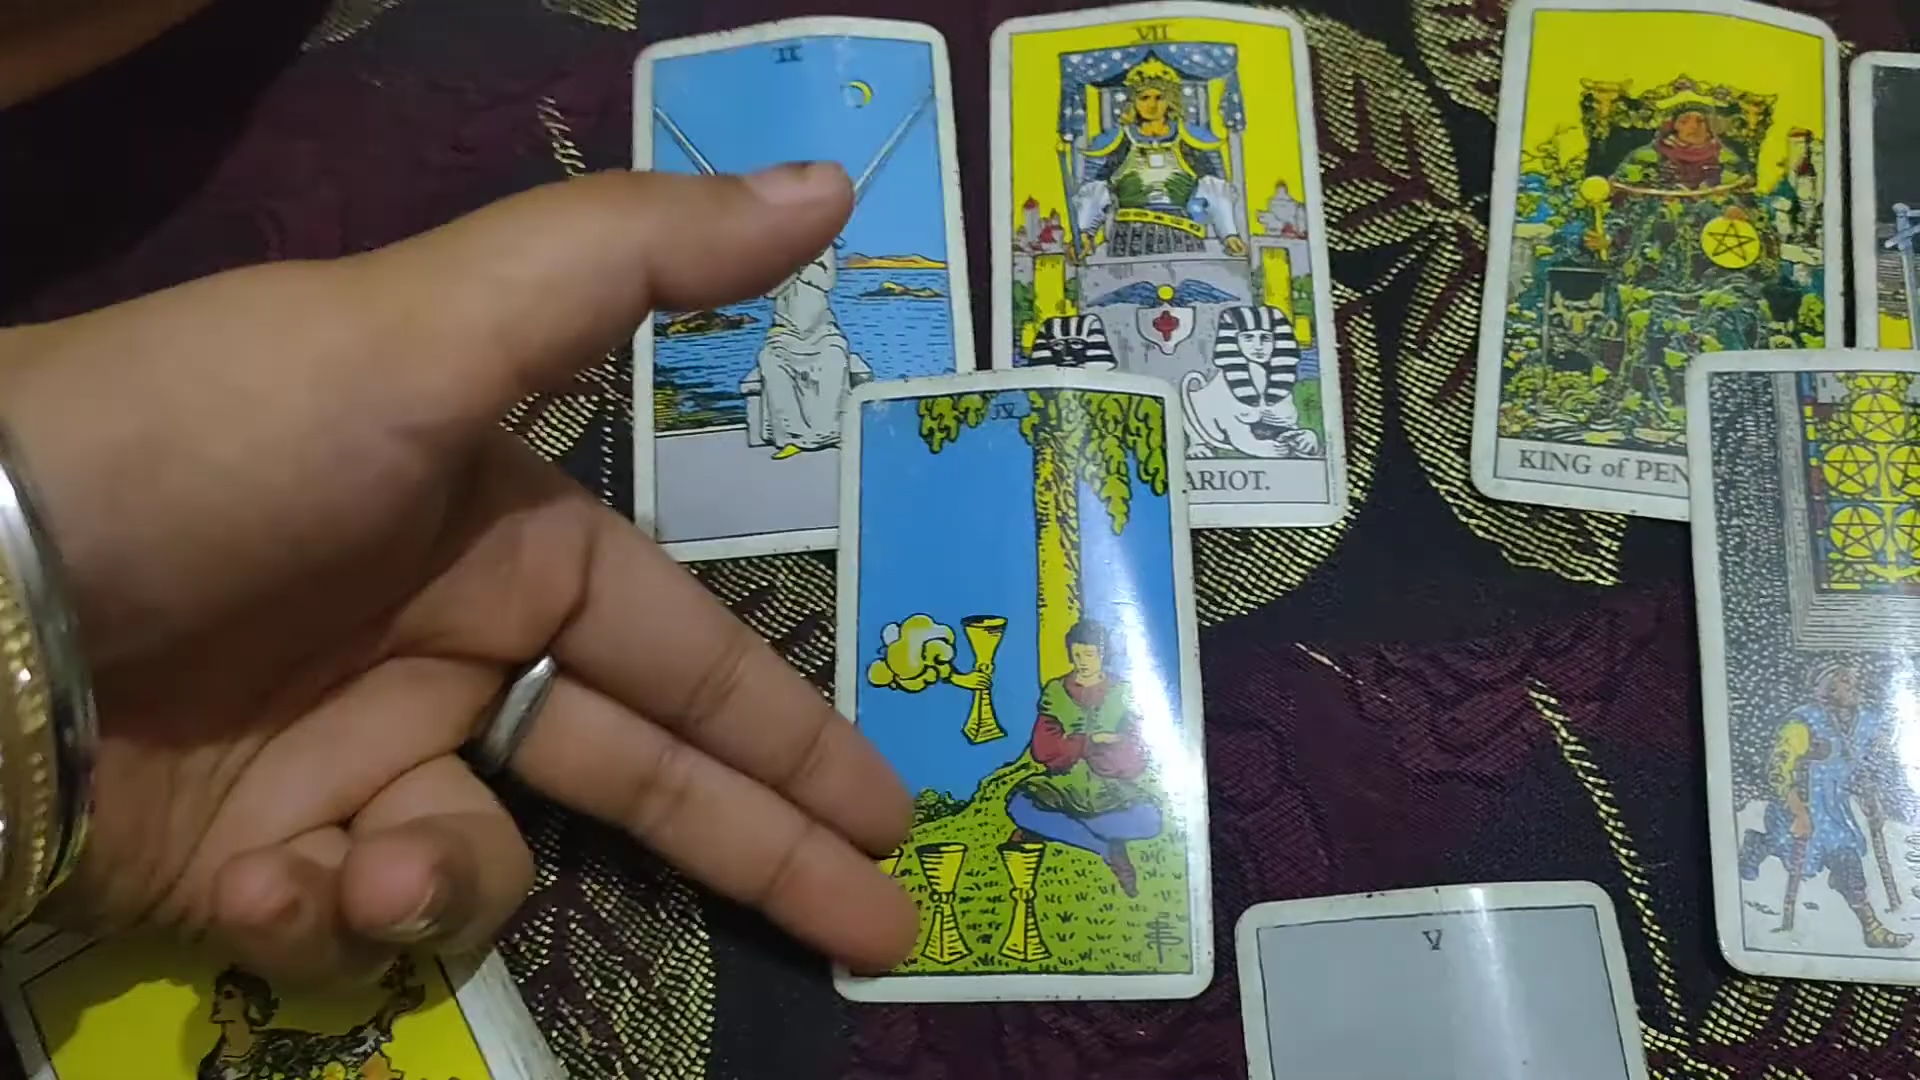 II
VII
ARIOT.
KING of PEN
IV
V